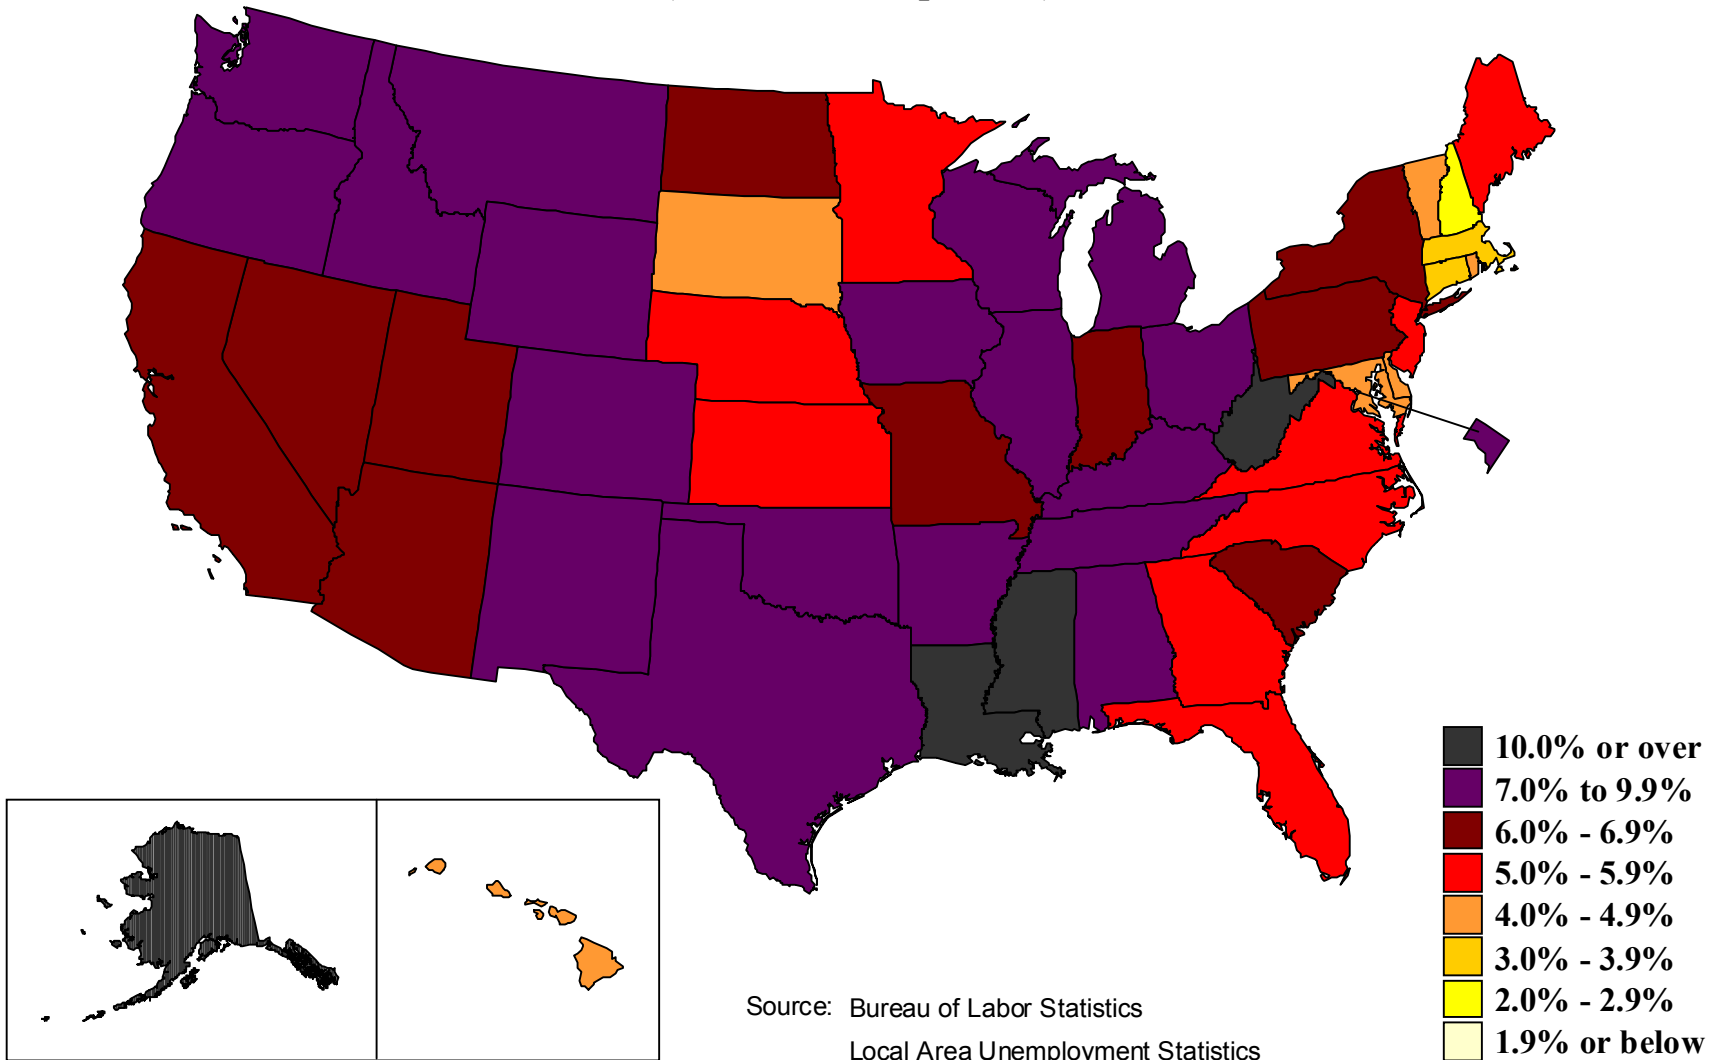 10.0% or over
7.0% to 9.9%
6.0% - 6.9%
5.0% - 5.9%
4.0% - 4.9%
3.0% - 3.9%
2.0% - 2.9%
1.9% or below
Source: Bureau of Labor Statistics
Local Area Unemployment Statistics